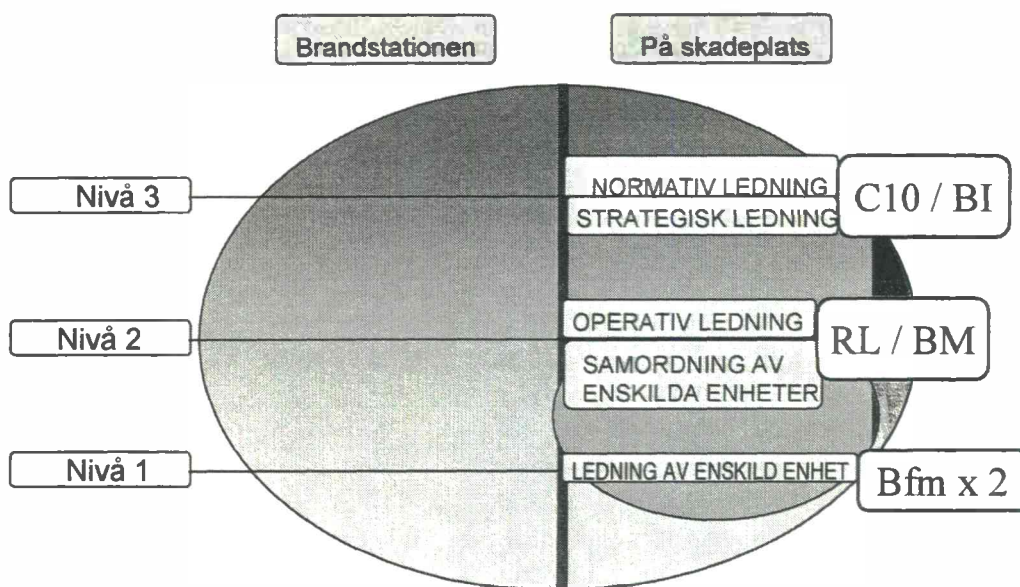 Brandstationen
På skadeplats
Nivå 3
NORMATIV LEDNING
STRATEGISK LEDNING
C10 / BI
Nivå 2
OPERATIV LEDNING
SAMORDNING AV
ENSKILDA ENHETER
RL / BM
Nivå 1
LEDNING AV ENSKILD ENHET
Bfm x 2